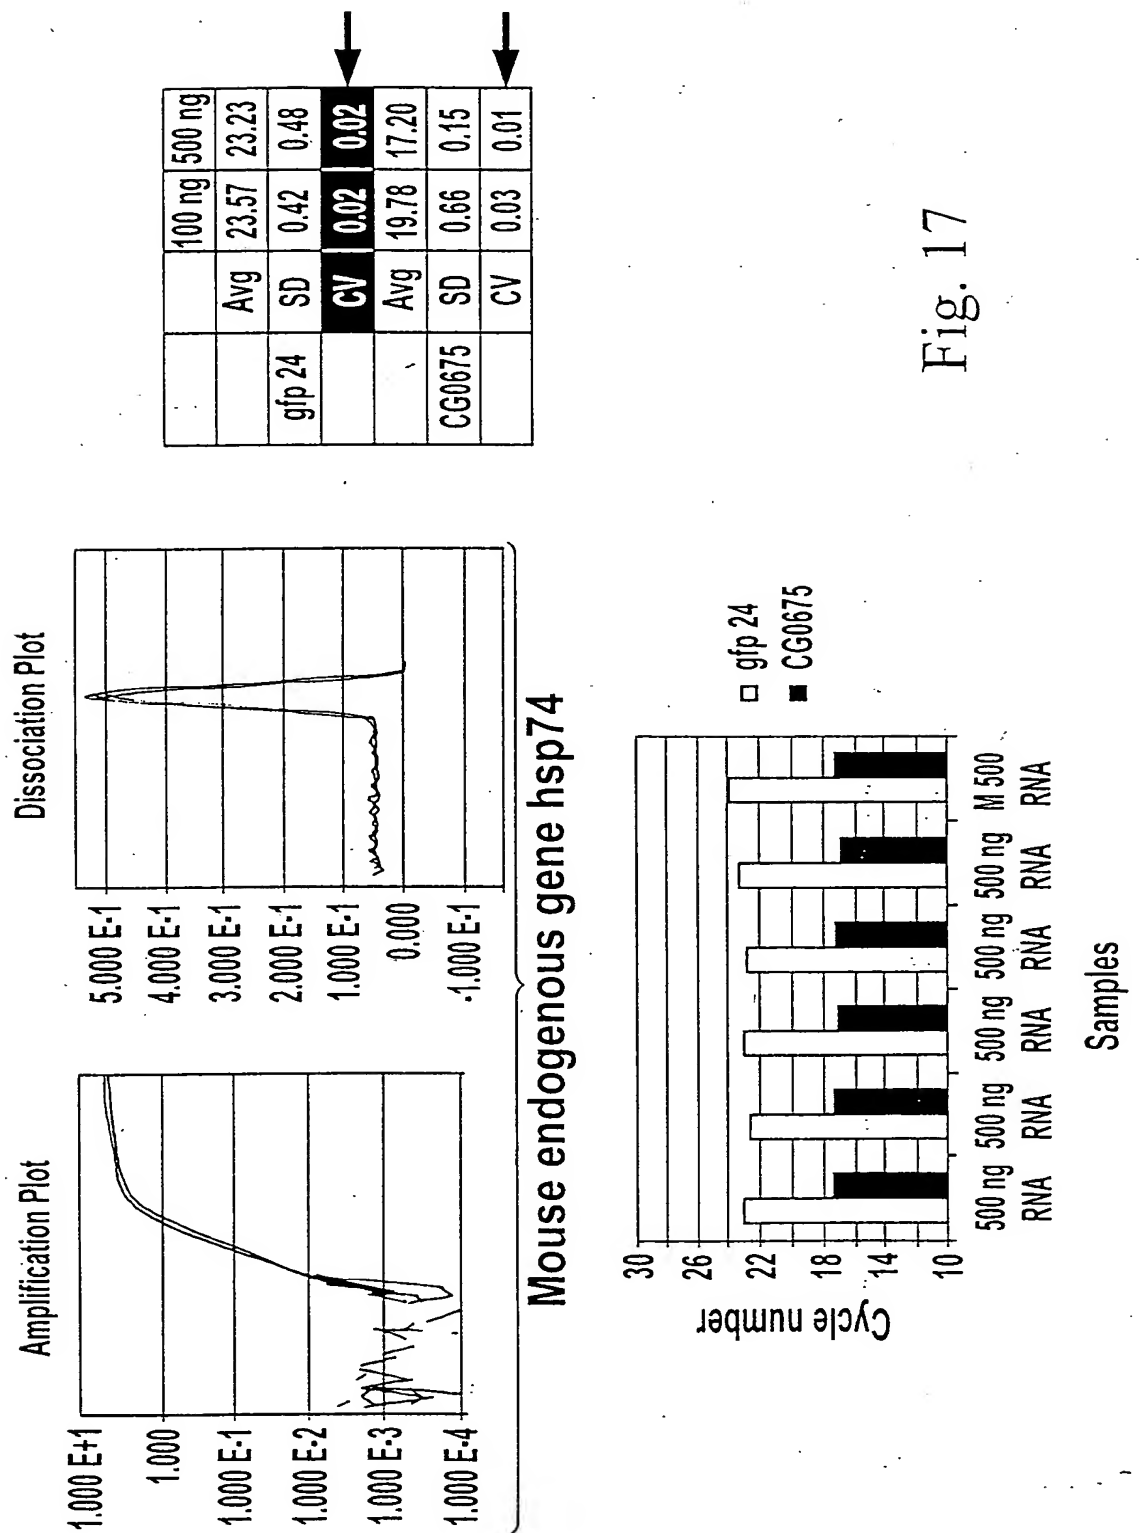 Amplification Plot
1.000 E+1
1.000
1.000 E-1
1.000 E-2
1.000 E-3
1.000 E-4
Dissociation Plot
5.000 E-1
4.000 E-1
3.000 E-1
2.000 E-1
1.000 E-1
0.000
-1.000 E-1
Mouse endogenous gene hsp74
100 ng 500 ng
Avg 23.57 23.23
gfp 24 SD 0.42 0.48
CV 0.02 0.02
Avg 19.78 17.20
CG0675 SD 0.66 0.15
CV 0.03 0.01
Cycle number
30
26
22
18
14
10
500 ng 500 ng 500 ng 500 ng 500 ng M 500
RNA RNA RNA RNA RNA RNA
Samples
gfp 24
CG0675
Fig. 17